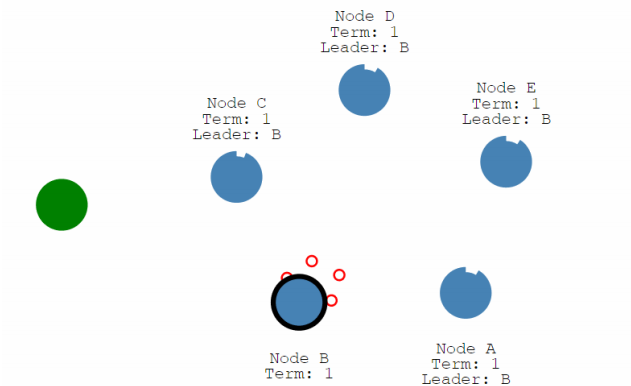 Node D
Term: 1
Leader: B
Node E
Term: 1
Leader: B
Node C
Term: 1
Leader: B
Node B
Term: 1
Node A
Term: 1
Leader: B